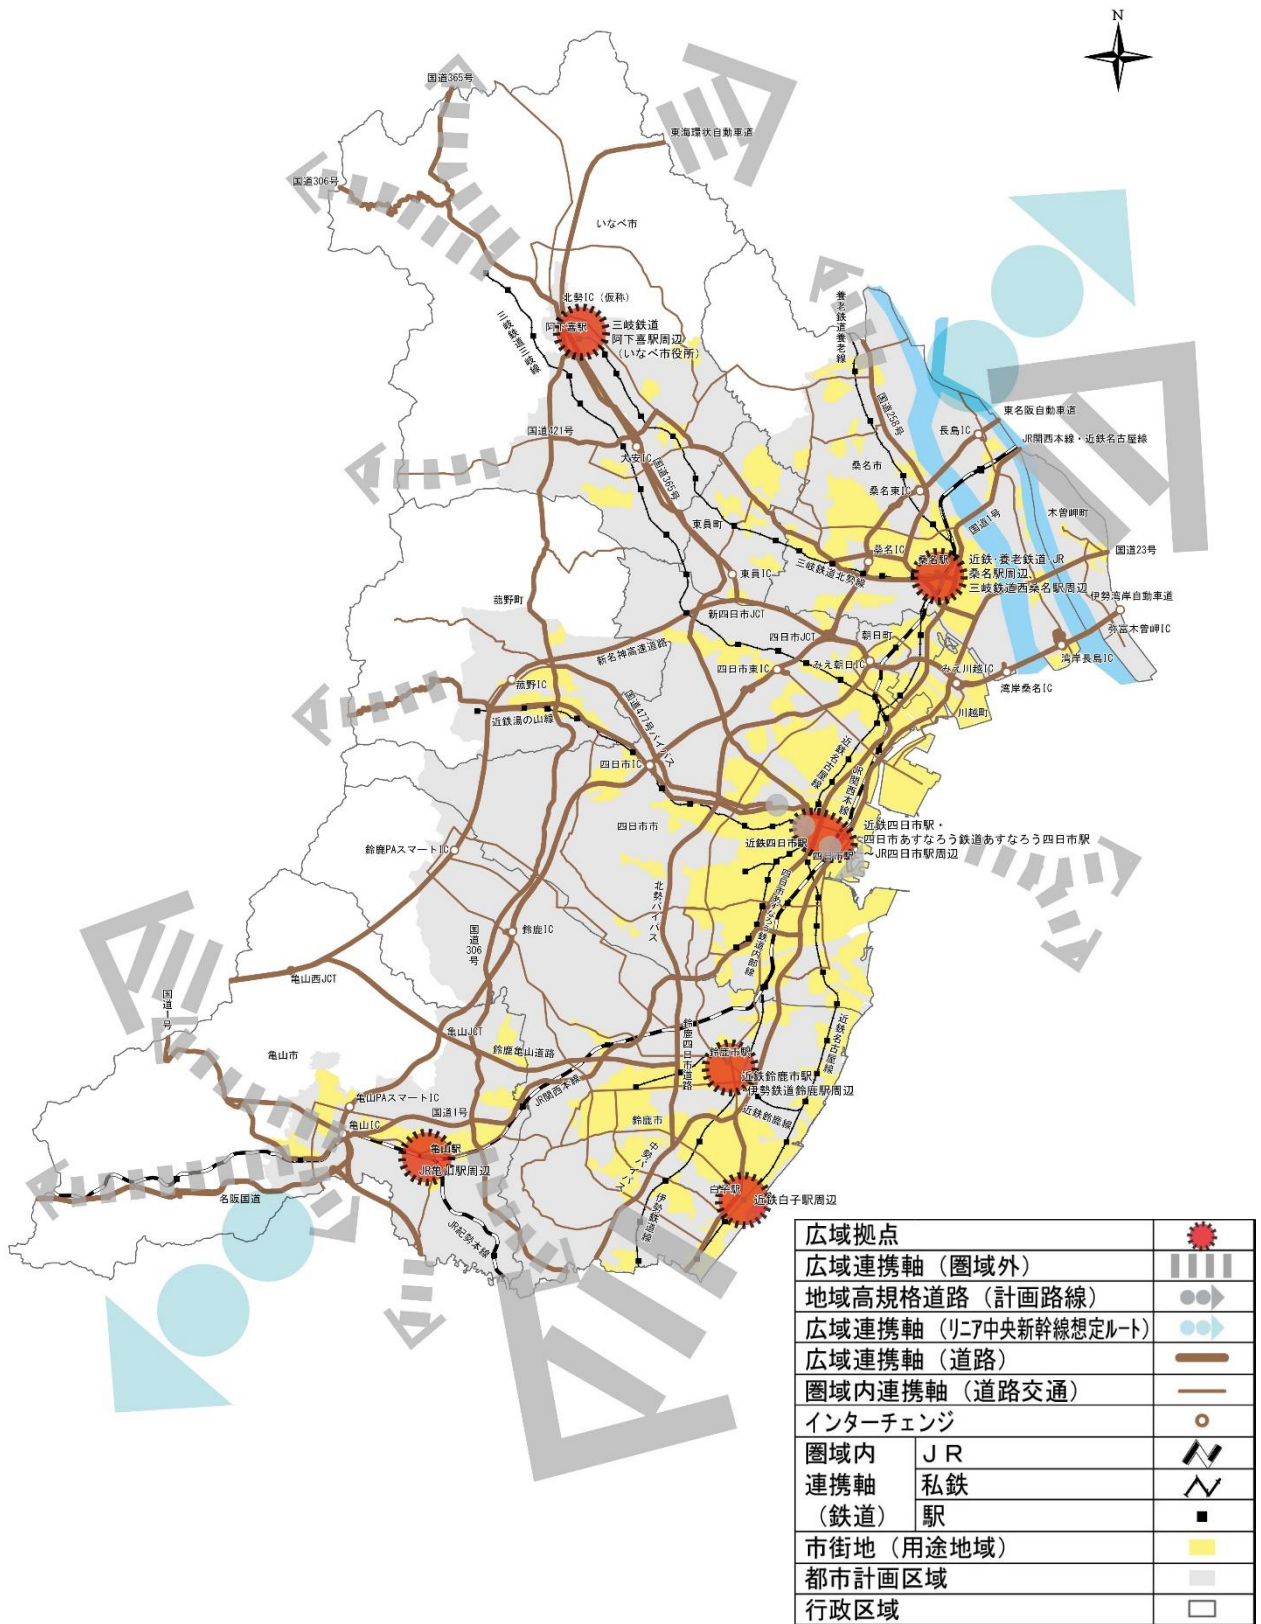 N
国道365号
東海環状自動車道
国道306号
いなべ市
北勢IC（仮称）
阿下喜駅
三岐鉄道
阿下喜駅周辺
（いなべ市役所）
三岐鉄道三岐線
養老鉄道養老線
国道258号
東名阪自動車道
長島IC
JR関西本線・近鉄名古屋線
国道421号
大安IC
国道365号
桑名市
桑名東IC
国道1号
木曽岬町
東員町
桑名IC
桑名駅
近鉄・養老鉄道・JR
桑名駅周辺、
三岐鉄道西桑名駅周辺
国道23号
三岐鉄道北勢線
東員IC
伊勢湾岸自動車道
弥富木曽岬IC
菰野町
新四日市JCT
四日市JCT
朝日町
湾岸長島IC
新名神高速道路
四日市東IC
みえ朝日IC
みえ川越IC
湾岸桑名IC
菰野IC
川越町
近鉄湯の山線
国道477号バイパス
四日市IC
近鉄名古屋線
JR関西本線
四日市市
近鉄四日市駅
四日市駅
近鉄四日市駅・
四日市あすなろう鉄道あすなろう四日市駅
~JR四日市駅周辺
鈴鹿PAスマートIC
北勢バイパス
四日市あすなろう鉄道内部線
国道306号
鈴鹿IC
亀山西JCT
国道1号
亀山市
亀山JCT
鈴鹿亀山道路
鈴鹿四日市道路
近鉄名古屋線
鈴鹿市駅
近鉄鈴鹿市駅・
伊勢鉄道鈴鹿駅周辺
JR関西本線
亀山PAスマートIC
国道1号
亀山IC
鈴鹿市
近鉄鈴鹿線
亀山駅
JR亀山駅周辺
中勢バイパス
名阪国道
白子駅
近鉄白子駅周辺
伊勢鉄道線
JR紀勢本線
広域拠点
広域連携軸（圏域外）
地域高規格道路（計画路線）
広域連携軸（リニア中央新幹線想定ルート）
広域連携軸（道路）
圏域内連携軸（道路交通）
インターチェンジ
圏域内 ＪＲ
連携軸 私鉄
（鉄道） 駅
市街地（用途地域）
都市計画区域
行政区域